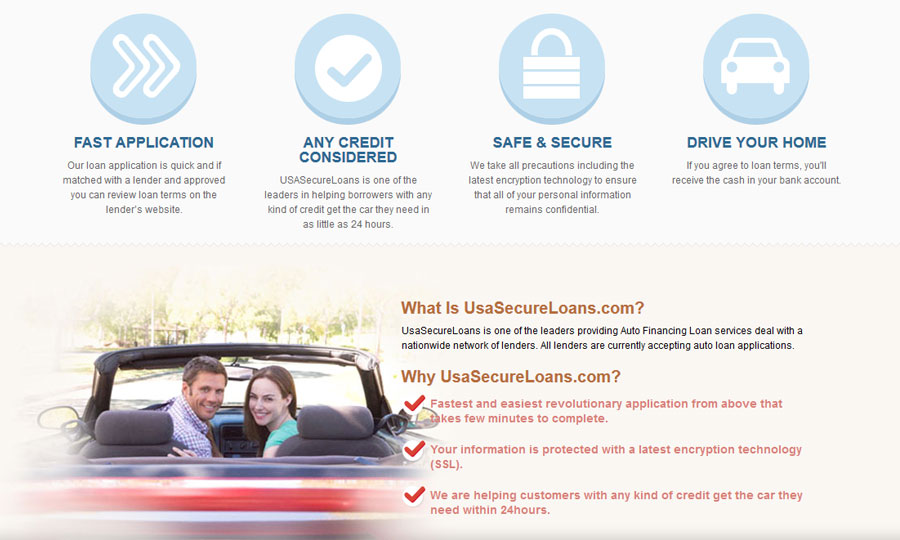 FAST APPLICATION
Our loan application is quick and if
matched with a lender and approved
you can review loan terms on the
lender's website.
ANY CREDIT
CONSIDERED
USASecureLoans is one of the
leaders in helping borrowers with any
kind of credit get the car they need in
as little as 24 hours.
SAFE & SECURE
We take all precautions including the
latest encryption technology to ensure
that all of your personal information
remains confidential.
DRIVE YOUR HOME
If you agree to loan terms, you'll
receive the cash in your bank account.
What Is UsaSecureLoans.com?
UsaSecureLoans is one of the leaders providing Auto Financing Loan services deal with a
nationwide network of lenders. All lenders are currently accepting auto loan applications.
Why UsaSecureLoans.com?
Fastest and easiest revolutionary application from above that
takes few minutes to complete.
Your information is protected with a latest encryption technology
(SSL).
We are helping customers with any kind of credit get the car they
need within 24hours.